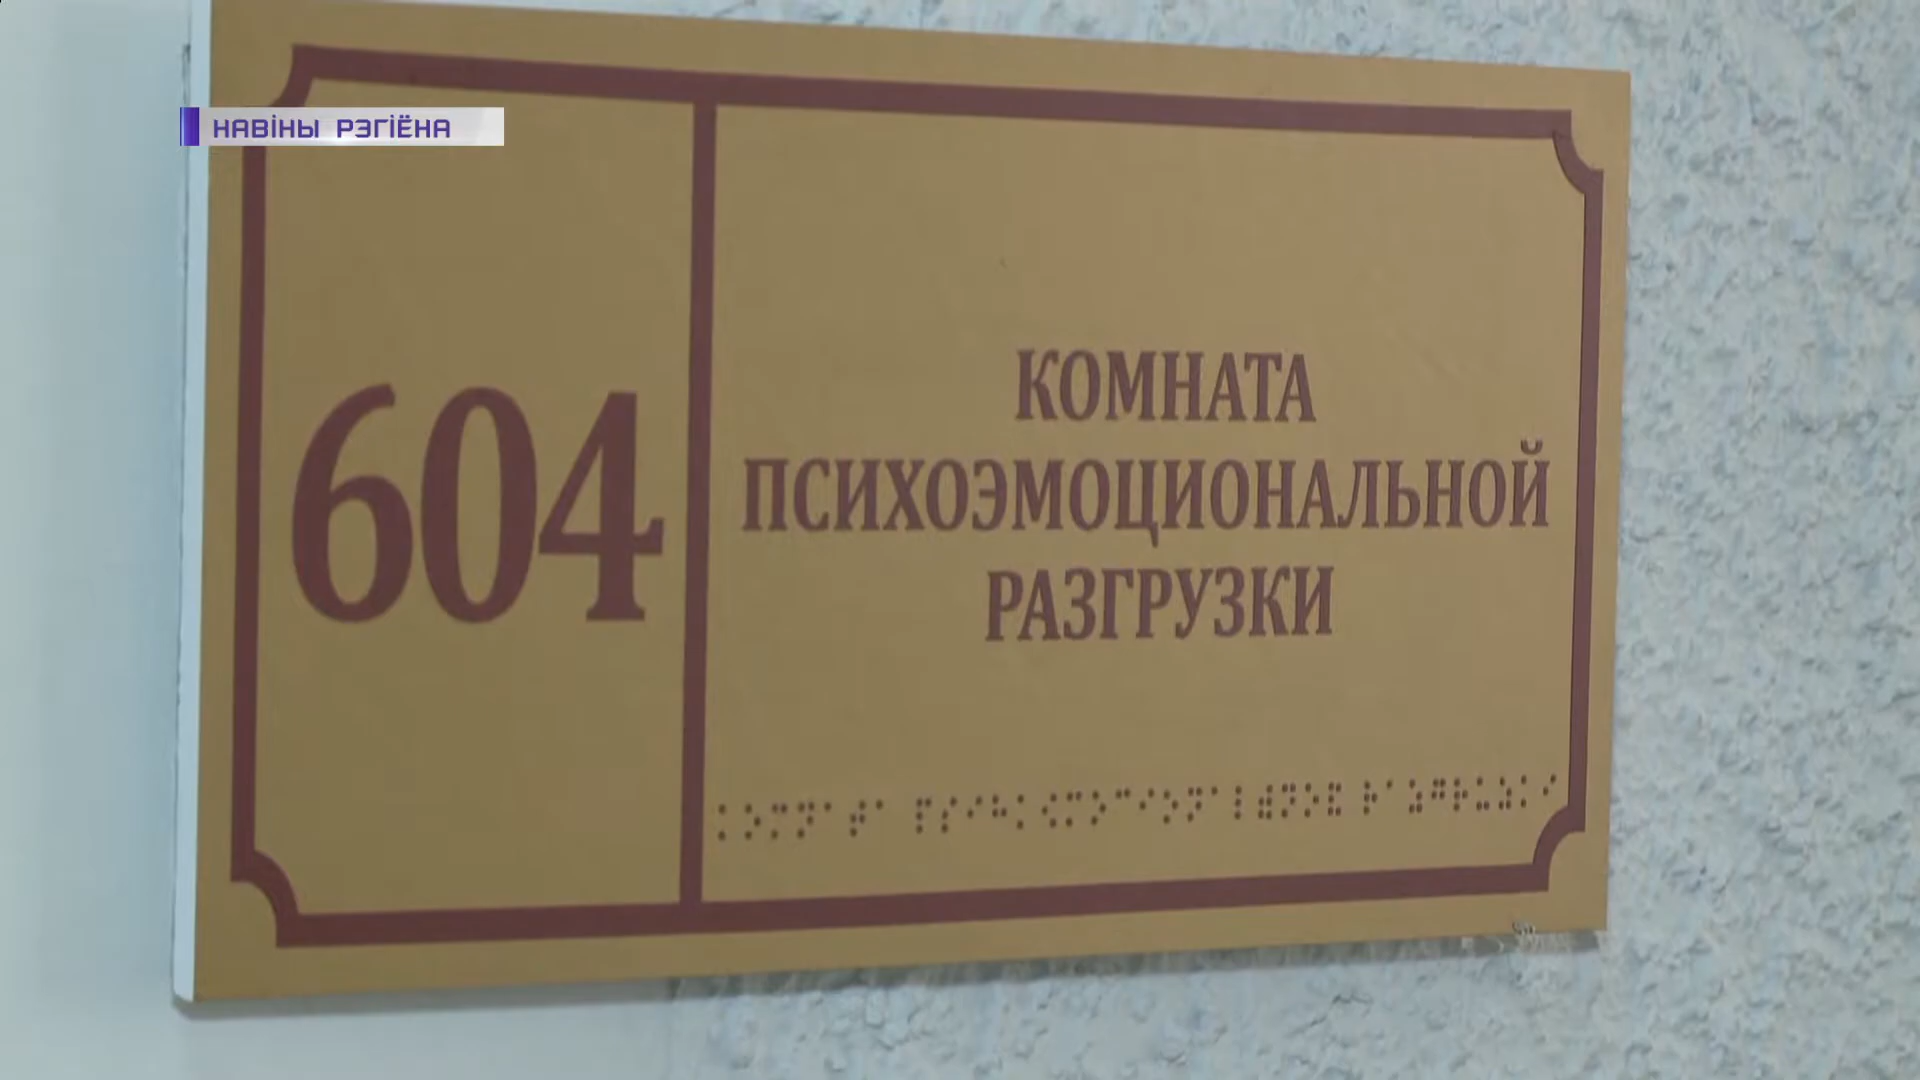 НАВІНЫ РЭГІЁНА
604
КОМНАТА
ПСИХОЭМОЦИОНАЛЬНОЙ
РАЗГРУЗКИ